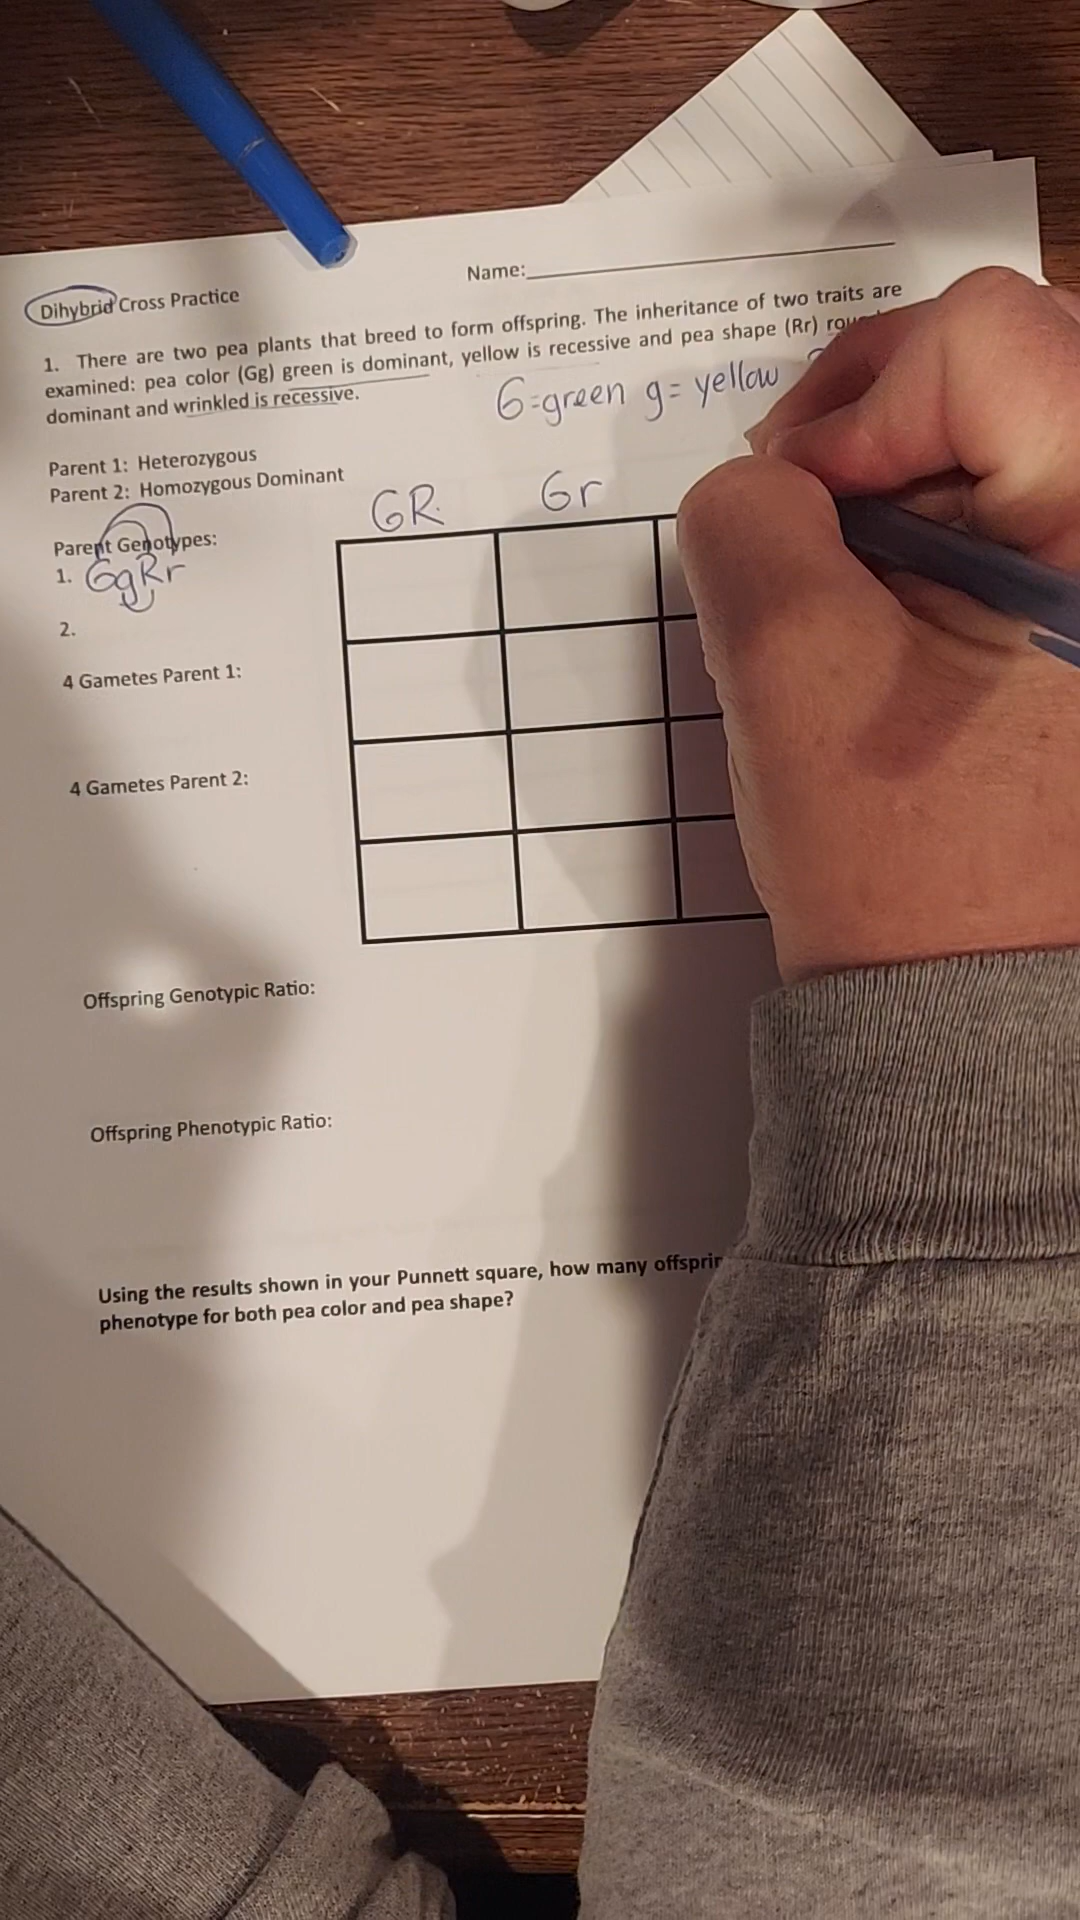 Name:
Dihybrid Cross Practice
1. There are two pea plants that breed to form offspring. The inheritance of two traits are
examined: pea color (Gg) green is dominant, yellow is recessive and pea shape (Rr)
dominant and wrinkled is recessive.
G=green g= yellow
Parent 1: Heterozygous
Parent 2: Homozygous Dominant
GR Gr
Parent Genotypes:
1. GgRr
2.
4 Gametes Parent 1:
4 Gametes Parent 2:
Offspring Genotypic Ratio:
Offspring Phenotypic Ratio:
Using the results shown in your Punnett square, how many
phenotype for both pea color and pea shape?